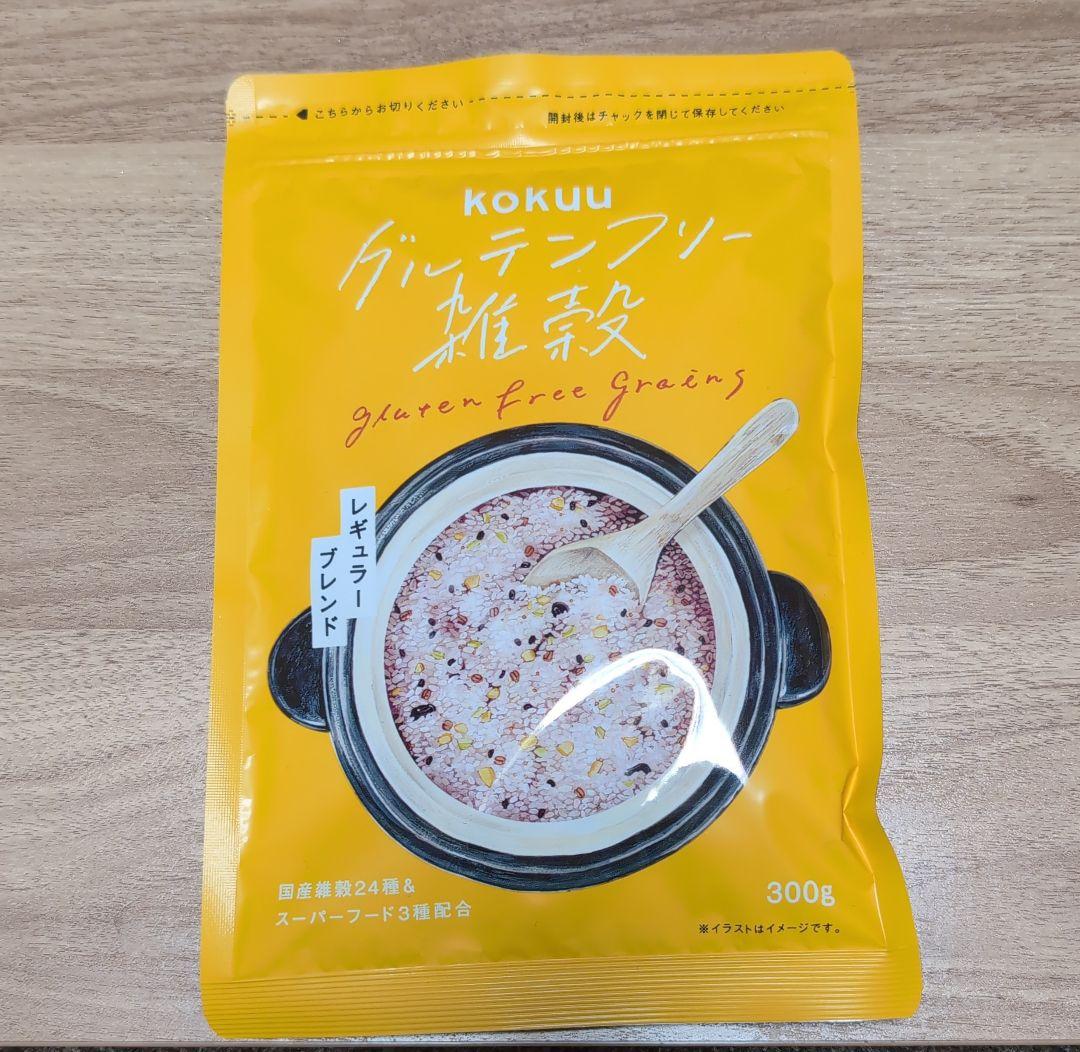 こちらからお切りください
開封後はチャックを閉じて保存してください
kokuu
グルテンフリー
雑穀
gluten free grains
レギュラー
ブレンド
国産雑穀24種&
スーパーフード3種配合
300g
※イラストはイメージです。